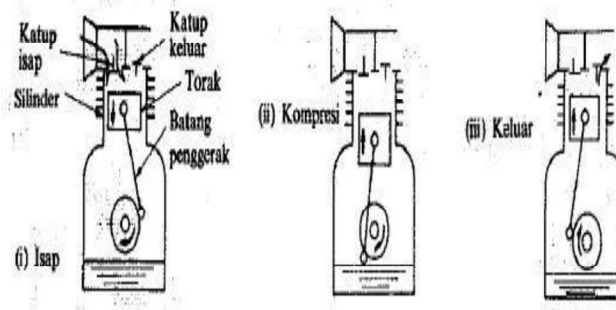 Katup
isap
Katup
keluar
Silinder
Torak
Batang
penggerak
(i) Isap
(ii) Kompresi
(iii) Keluar